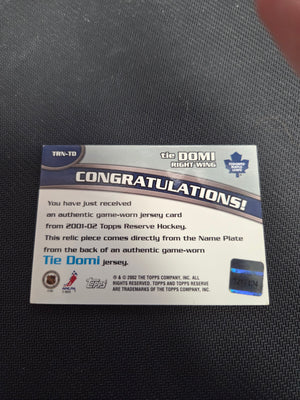 TRN-TD
tie DOMI
RIGHT WING
CONGRATULATIONS!
You have just received
an authentic game-worn jersey card
from 2001-02 Topps Reserve Hockey.
This relic piece comes directly from the Name Plate
from the back of an authentic game-worn
Tie Domi jersey.
Topps
® & © 2002 THE TOPPS COMPANY, INC. ALL
RIGHTS RESERVED. TOPPS AND TOPPS RESERVE
ARE TRADEMARKS OF THE TOPPS COMPANY, INC.